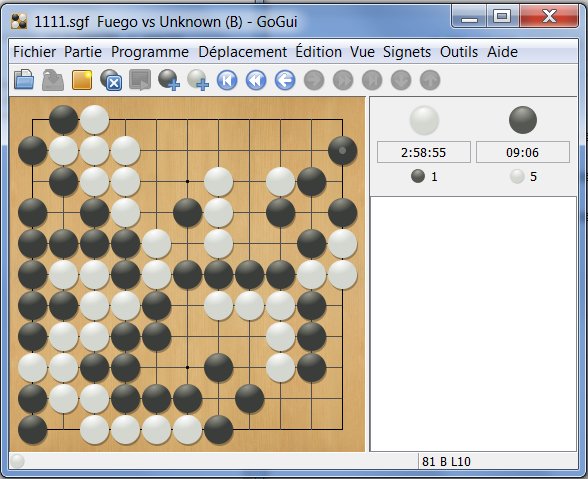 1111.sgf  Fuego vs Unknown (B) - GoGui
Fichier Partie Programme Déplacement Édition Vue Signets Outils Aide
2:58:55 09:06
1 5
81 B L10